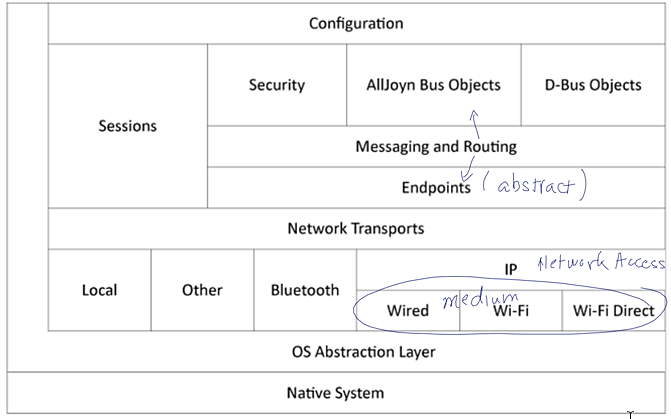 Configuration
Security
AllJoyn Bus Objects
D-Bus Objects
Sessions
Messaging and Routing
Endpoints (abstract)
Network Transports
IP Network Access
Local
Other
Bluetooth
medium
Wired
Wi-Fi
Wi-Fi Direct
OS Abstraction Layer
Native System